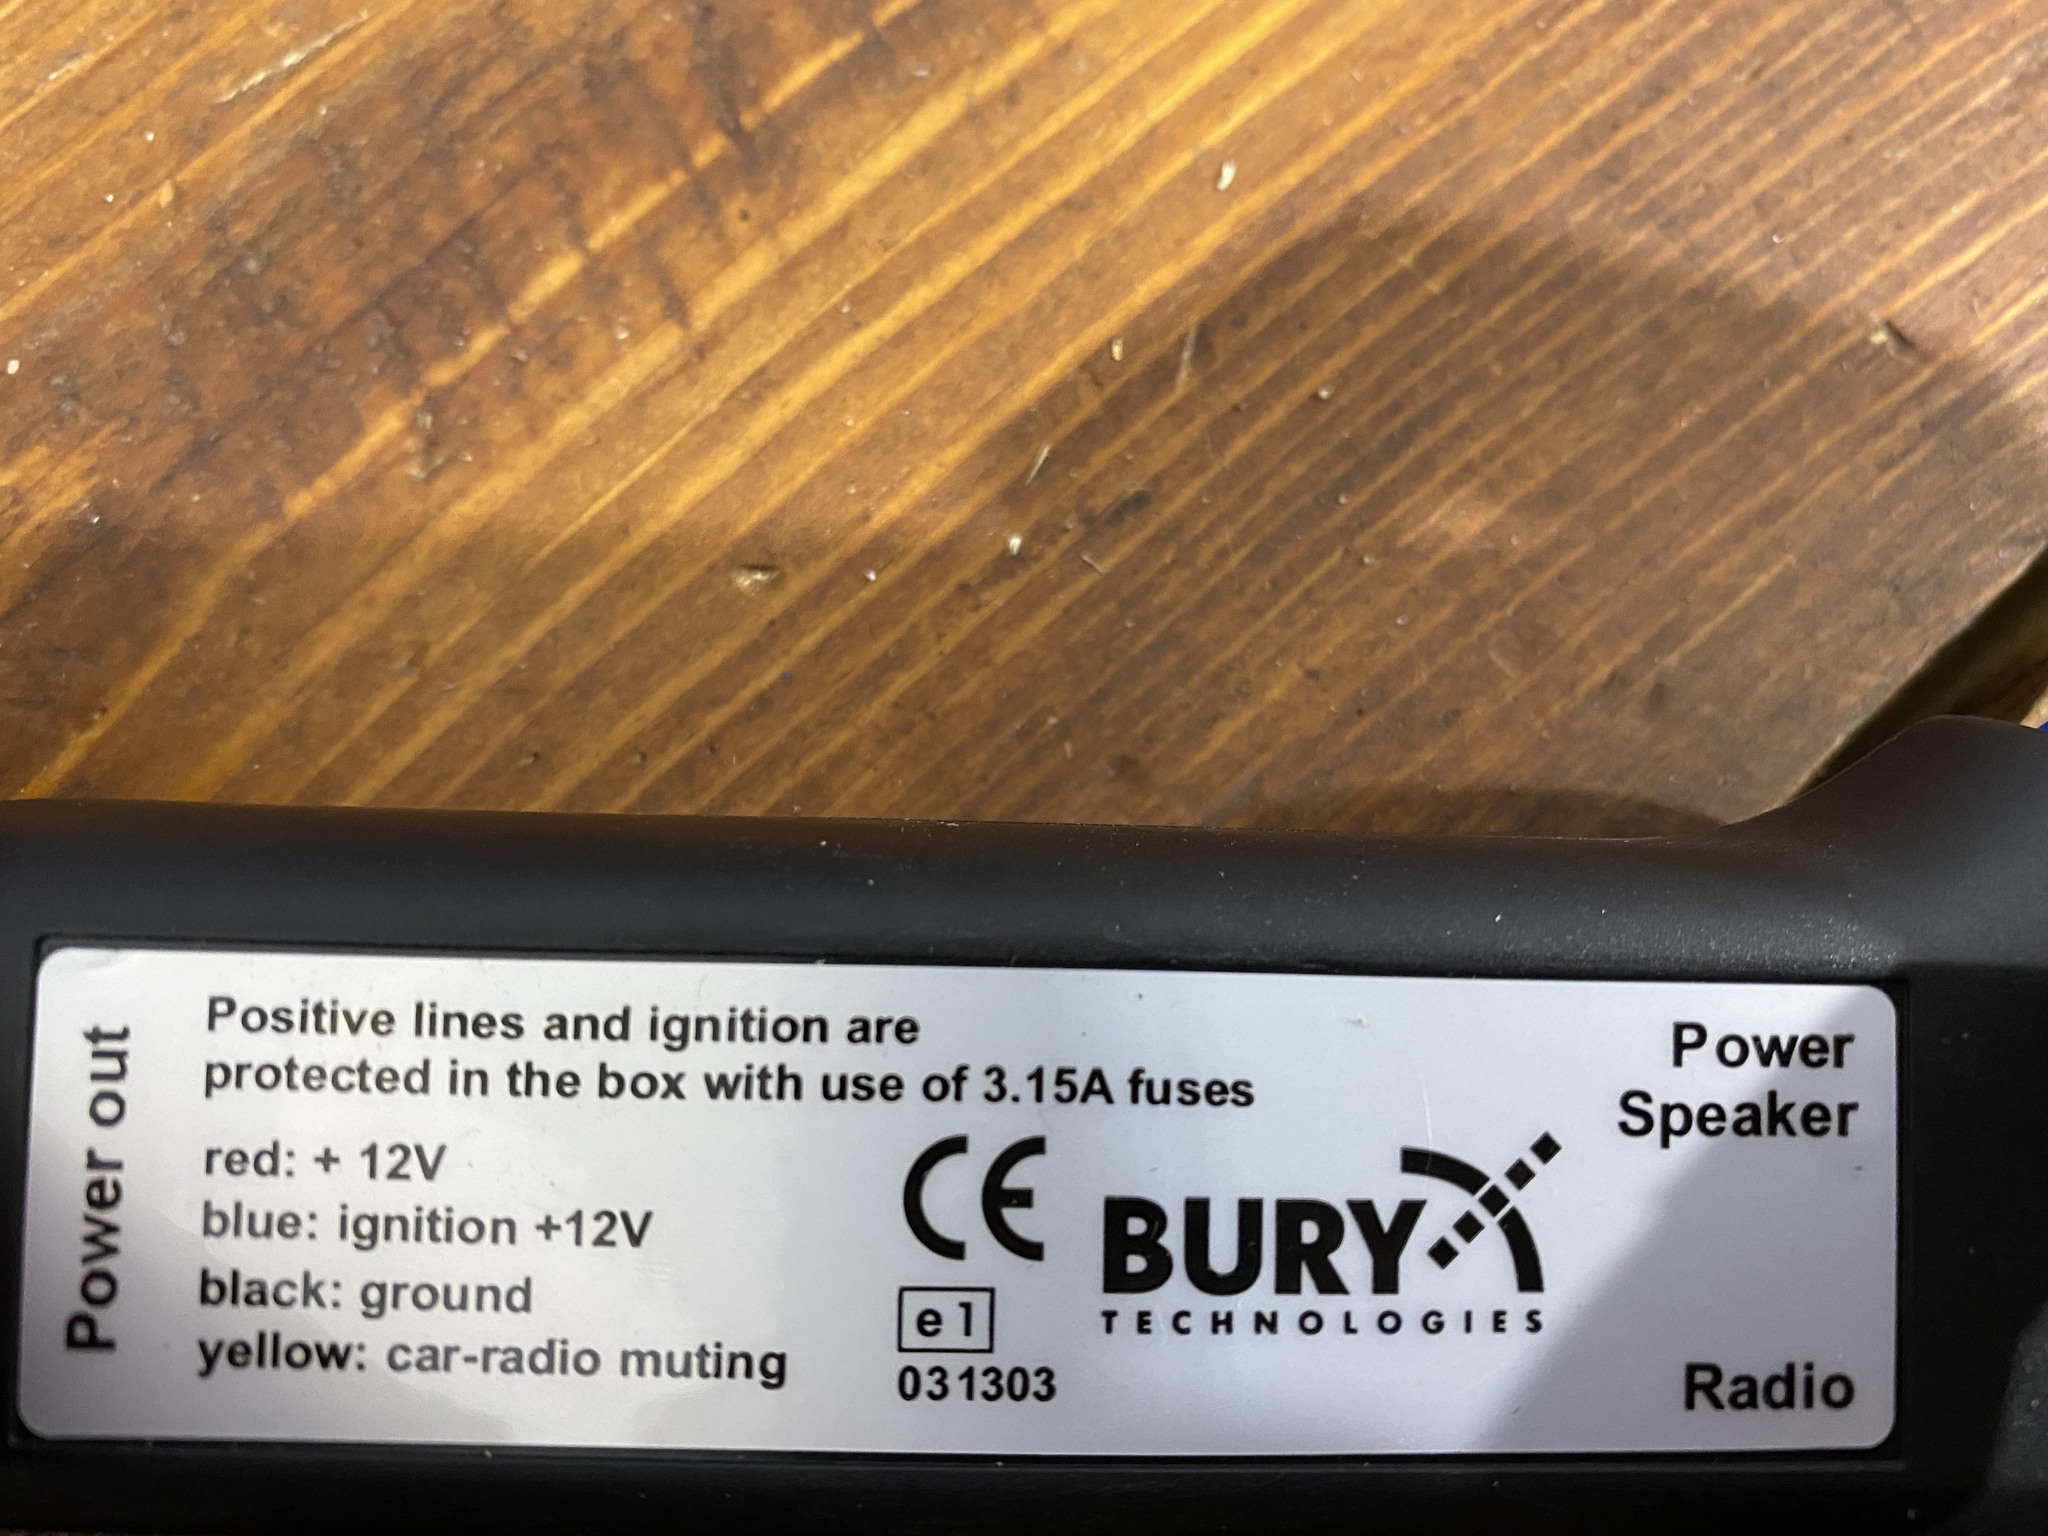 Power out
Positive lines and ignition are
protected in the box with use of 3.15A fuses
red: + 12V
blue: ignition +12V
black: ground
yellow: car-radio muting
CE
e1
031303
BURY
TECHNOLOGIES
Power
Speaker
Radio